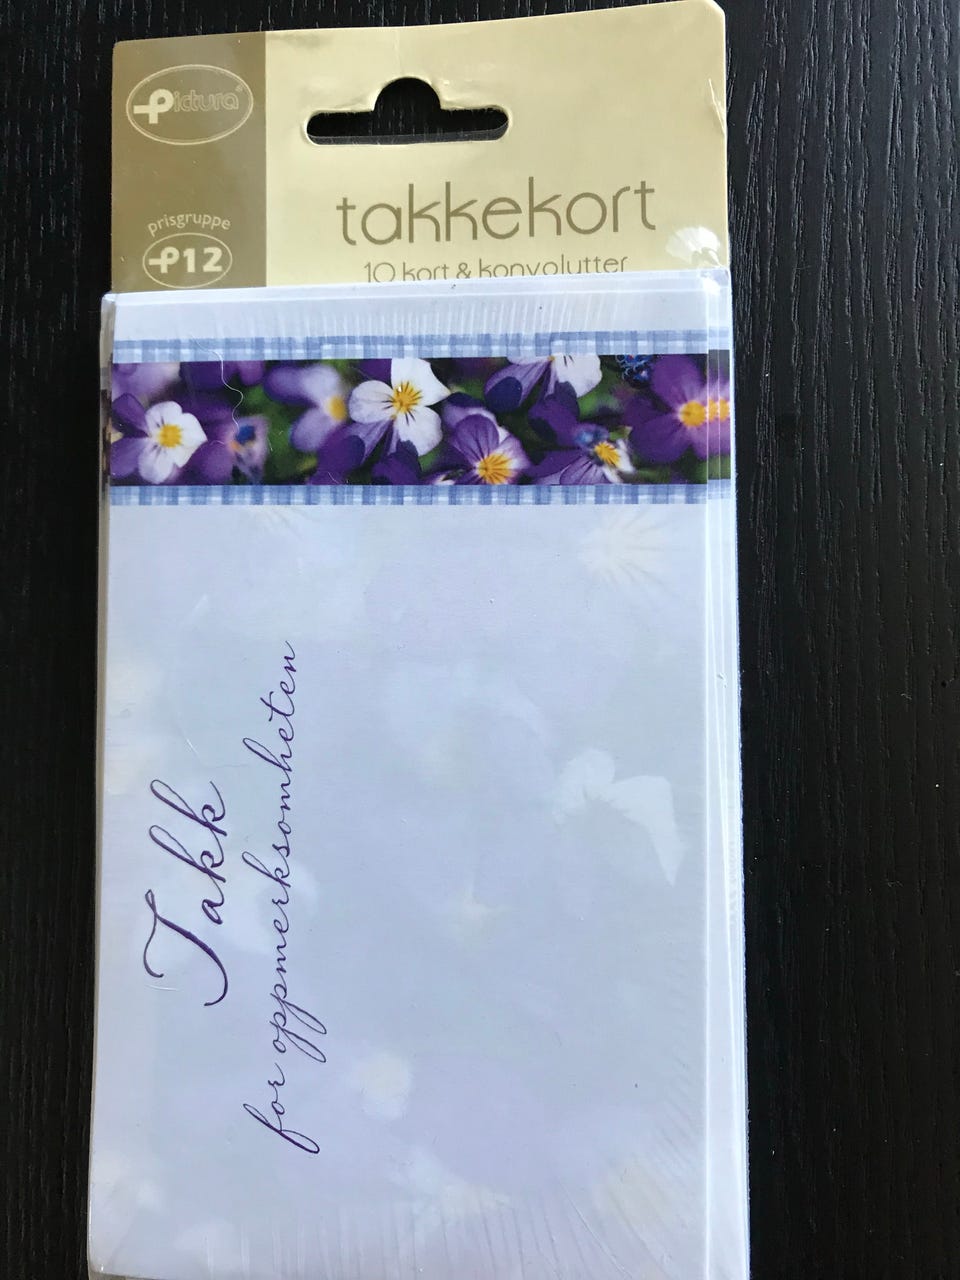 Pictura
prisgruppe
P12
takkekort
10 kort & konvolutter
Takk
for oppmerksomheten